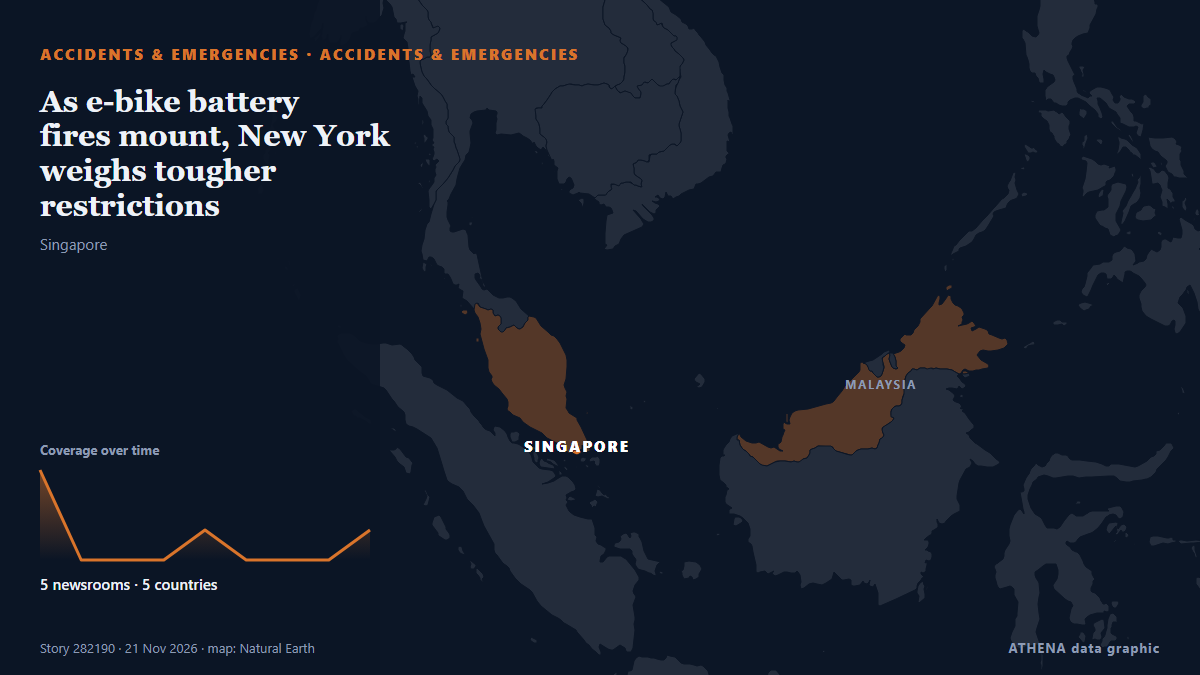 ACCIDENTS & EMERGENCIES · ACCIDENTS & EMERGENCIES
As e-bike battery
fires mount, New York
weighs tougher
restrictions
Singapore
MALAYSIA
SINGAPORE
Coverage over time
5 newsrooms · 5 countries
Story 282190 · 21 Nov 2026 · map: Natural Earth
ATHENA data graphic